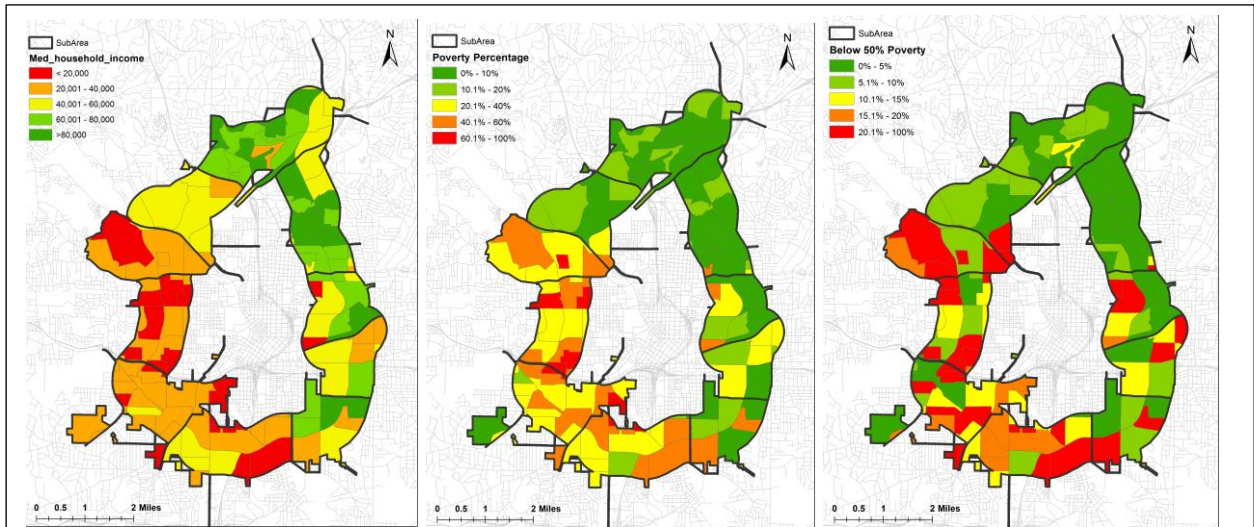 SubArea
Med_household_income
< 20,000
20,001 - 40,000
40,001 - 60,000
60,001 - 80,000
>80,000
N
0 0.5 1 2 Miles
SubArea
Poverty Percentage
0% - 10%
10.1% - 20%
20.1% - 40%
40.1% - 60%
60.1% - 100%
N
0 0.5 1 2 Miles
SubArea
Below 50% Poverty
0% - 5%
5.1% - 10%
10.1% - 15%
15.1% - 20%
20.1% - 100%
N
0 0.5 1 2 Miles